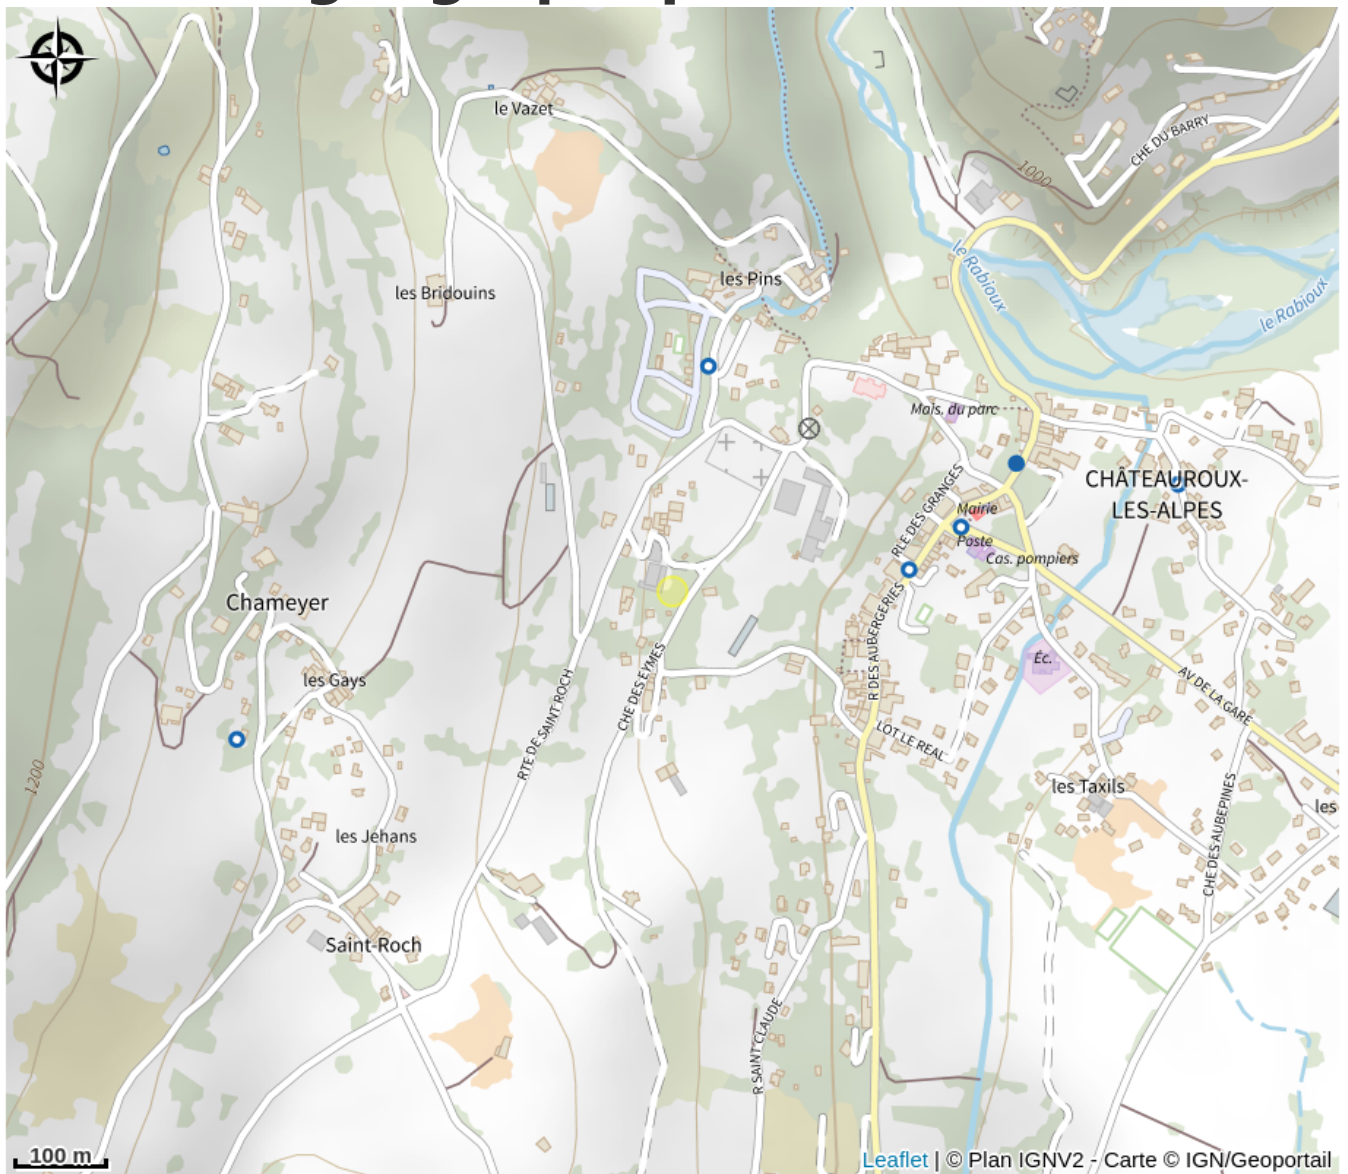 le Vazet
CHE DU BARRY
1000
le Rabioux
les Pins
les Bridouins
le Rabioux
Mais. du parc
CHÂTEAUROUX-
LES-ALPES
RLE DES GRANGES
Mairie
Poste
Cas. pompiers
Chameyer
R DES AUBERGERIES
Éc.
les Gays
CHE DES EYMES
RTE DE SAINT ROCH
AV DE LA GARE
LOT LE REAL
1200
les Taxils
les
CHE DES AUBEPINES
les Jehans
Saint-Roch
R SAINT CLAUDE
100 m
Leaflet | © Plan IGNV2 - Carte © IGN/Geoportail